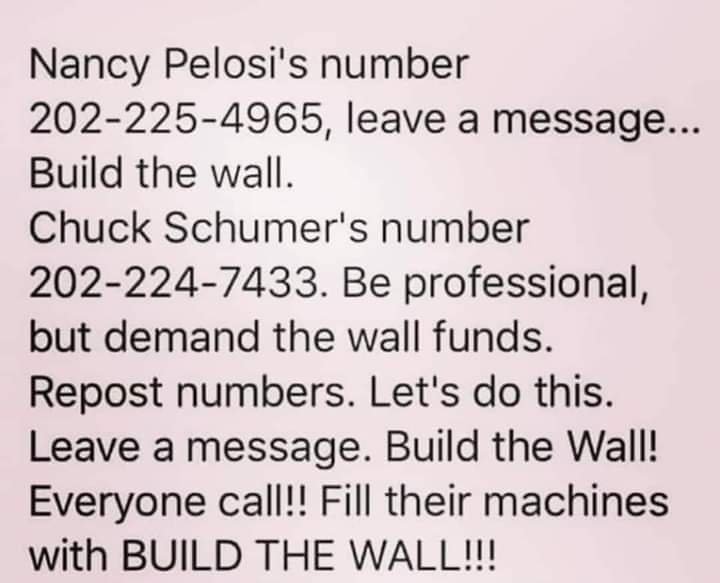 Nancy Pelosi's number
202-225-4965, leave a message...
Build the wall.
Chuck Schumer's number
202-224-7433. Be professional,
but demand the wall funds.
Repost numbers. Let's do this.
Leave a message. Build the Wall!
Everyone call!! Fill their machines
with BUILD THE WALL!!!